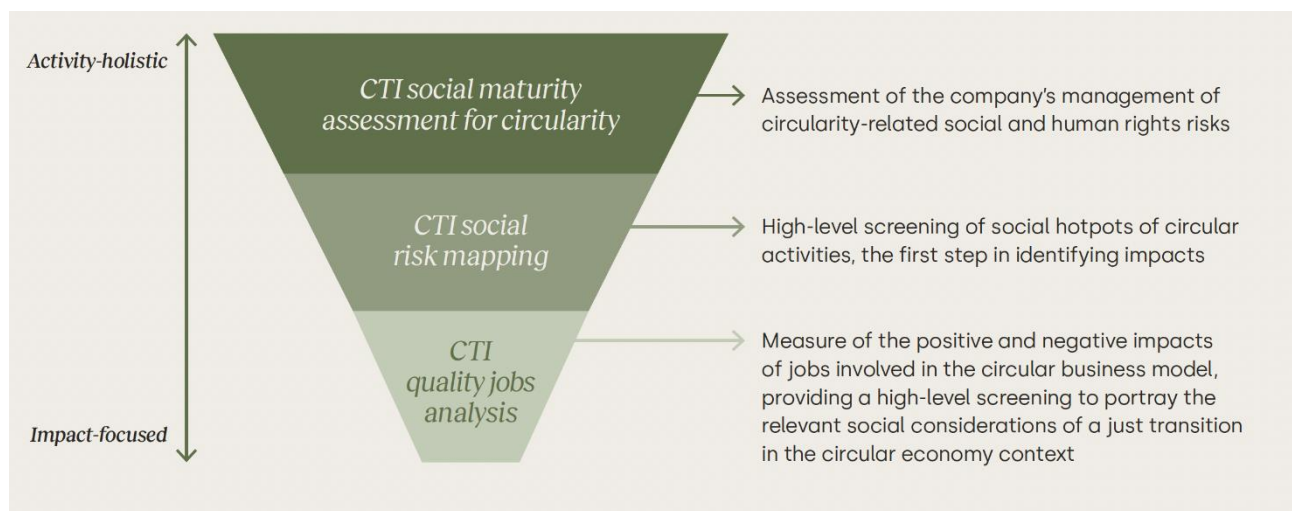 Activity-holistic
CTI social maturity
assessment for circularity
Assessment of the company's management of
circularity-related social and human rights risks
CTI social
risk mapping
High-level screening of social hotpots of circular
activities, the first step in identifying impacts
CTI
quality jobs
analysis
Measure of the positive and negative impacts
of jobs involved in the circular business model,
providing a high-level screening to portray the
relevant social considerations of a just transition
in the circular economy context
Impact-focused